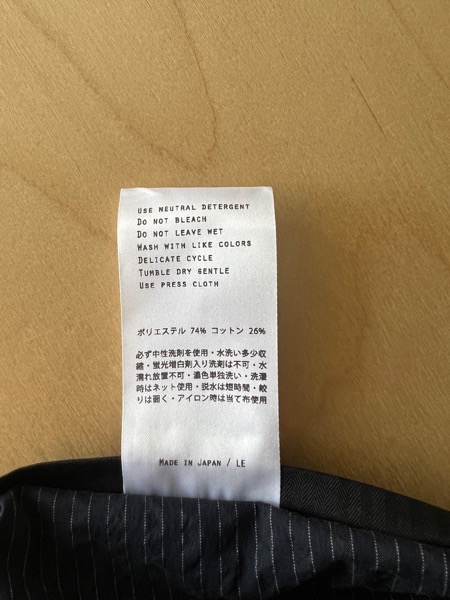 USE NEUTRAL DETERGENT
DO NOT BLEACH
DO NOT LEAVE WET
WASH WITH LIKE COLORS
DELICATE CYCLE
TUMBLE DRY GENTLE
USE PRESS CLOTH
ポリエステル 74% コットン 26%
必ず中性洗剤を使用・水洗い多少収
縮・蛍光増白剤入り洗剤は不可・水
濡れ放置不可・濃色単独洗い・洗濯
時はネット使用・脱水は短時間・絞
りは弱く・アイロン時は当て布使用
MADE IN JAPAN / LE